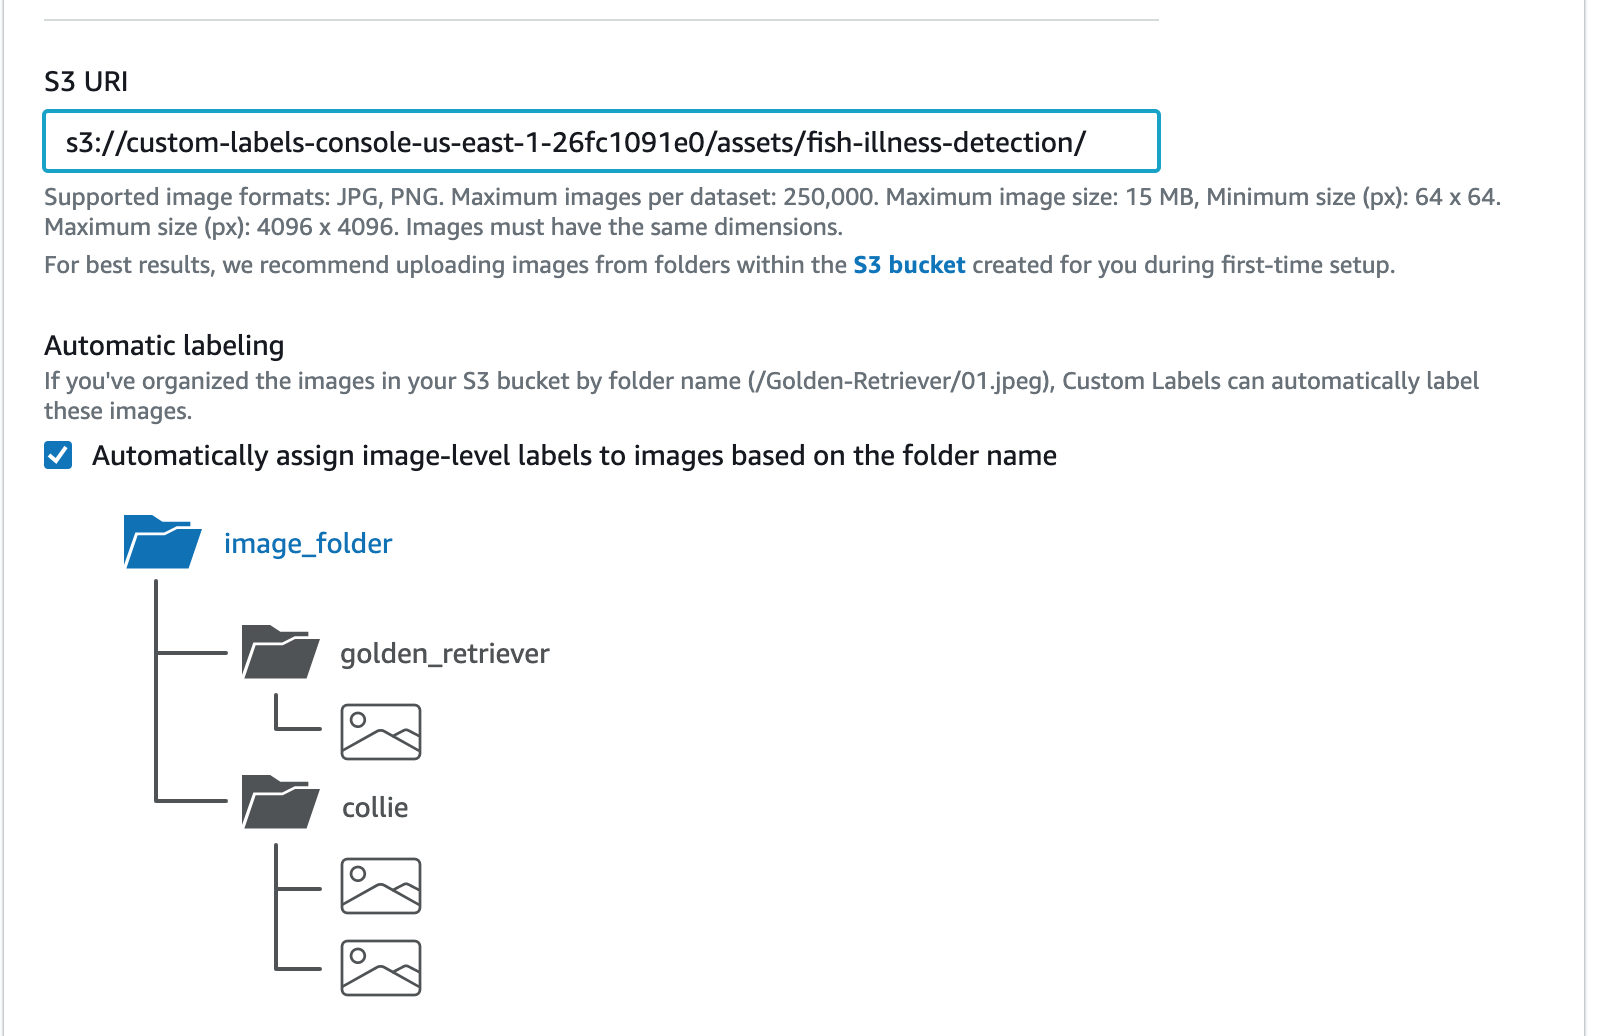 S3 URI
s3://custom-labels-console-us-east-1-26fc1091e0/assets/fish-illness-detection/
Supported image formats: JPG, PNG. Maximum images per dataset: 250,000. Maximum image size: 15 MB, Minimum size (px): 64 x 64.
Maximum size (px): 4096 x 4096. Images must have the same dimensions.
For best results, we recommend uploading images from folders within the S3 bucket created for you during first-time setup.
Automatic labeling
If you've organized the images in your S3 bucket by folder name (/Golden-Retriever/01.jpeg), Custom Labels can automatically label
these images.
Automatically assign image-level labels to images based on the folder name
image_folder
golden_retriever
collie